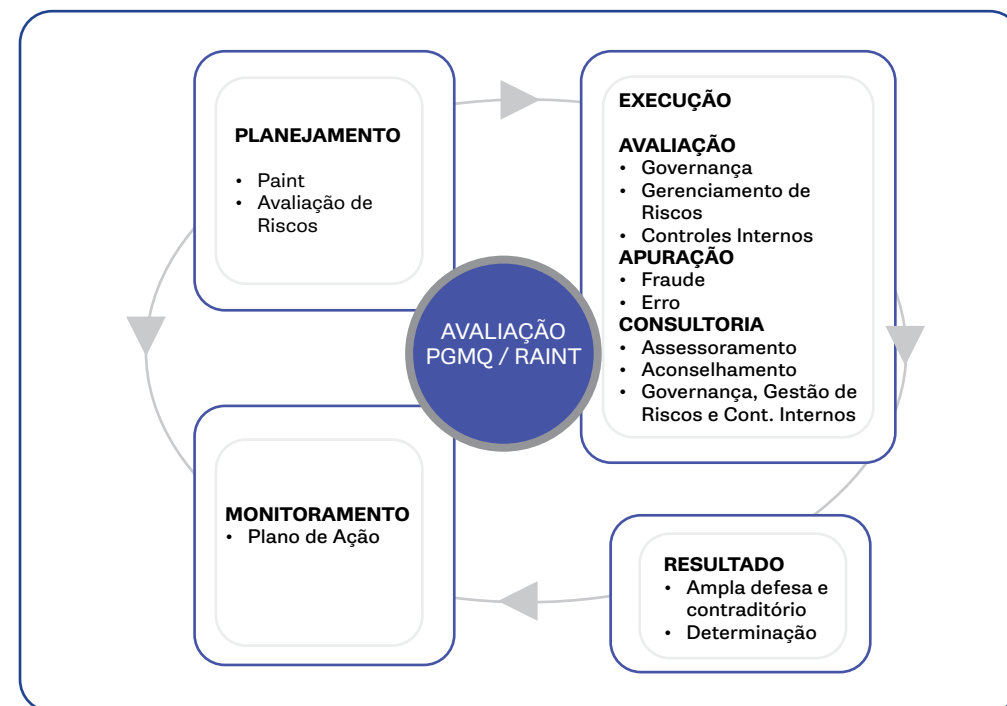 PLANEJAMENTO
• Paint
• Avaliação de
Riscos
EXECUÇÃO
AVALIAÇÃO
• Governança
• Gerenciamento de
Riscos
• Controles Internos
APURAÇÃO
• Fraude
• Erro
CONSULTORIA
• Assessoramento
• Aconselhamento
• Governança, Gestão de
Riscos e Cont. Internos
AVALIAÇÃO
PGMQ / RAINT
MONITORAMENTO
• Plano de Ação
RESULTADO
• Ampla defesa e
contraditório
• Determinação